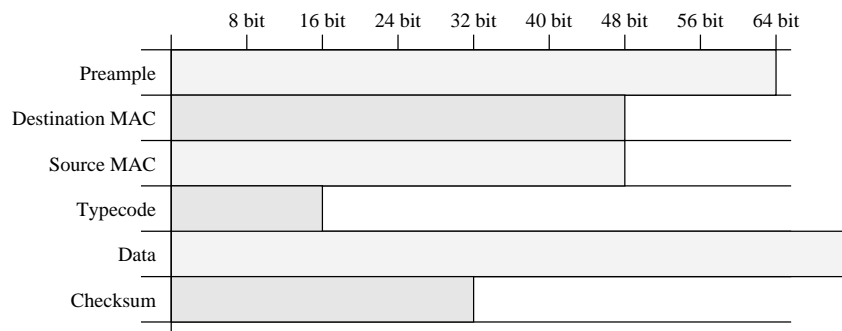 8 bit 16 bit 24 bit 32 bit 40 bit 48 bit 56 bit 64 bit
Preample
Destination MAC
Source MAC
Typecode
Data
Checksum